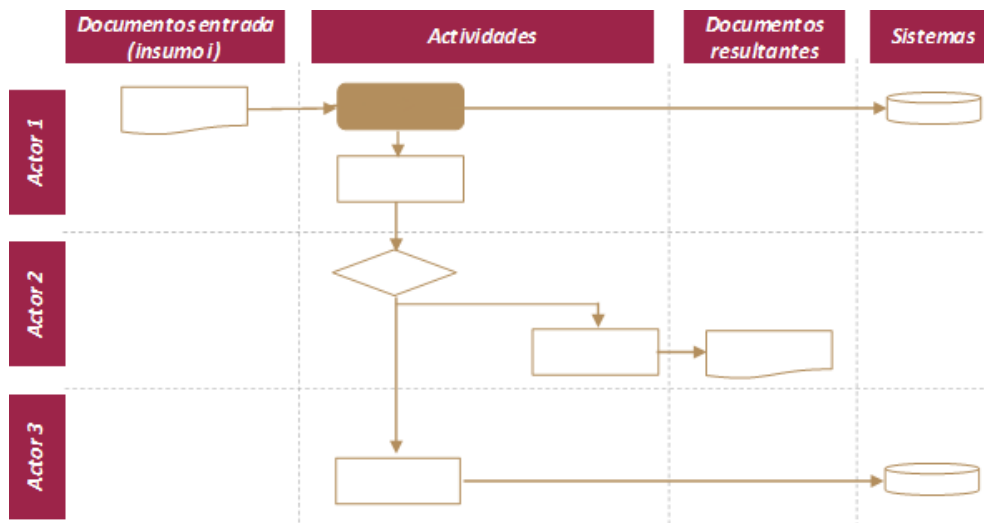 Documentos entrada
(insumo i)
Actividades
Documentos
resultantes
Sistemas
Actor 1
Actor 2
Actor 3